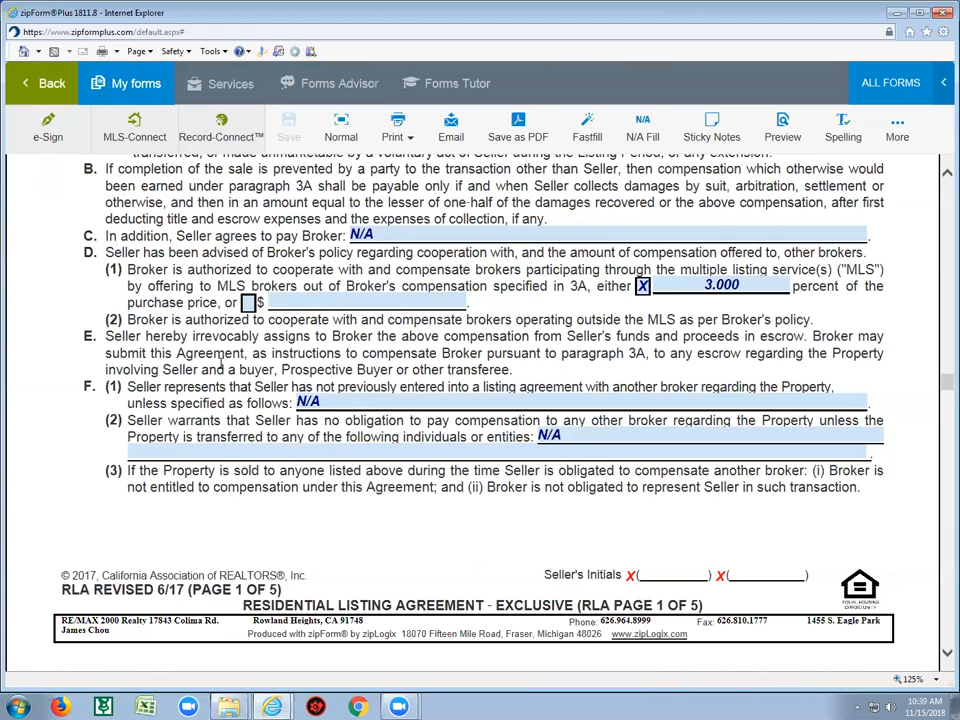 zipForm®Plus 1811.8 - Internet Explorer
https://www.zipformplus.com/default.aspx#
Page Safety Tools
Back My forms Services Forms Advisor Forms Tutor ALL FORMS
e-Sign MLS-Connect Record-Connect™ Save Normal Print Email Save as PDF Fastfill N/A N/A Fill Sticky Notes Preview Spelling More
transferred, or made unmarketable by a voluntary act of Seller during the Listing Period, or any extension.
B. If completion of the sale is prevented by a party to the transaction other than Seller, then compensation which otherwise would
been earned under paragraph 3A shall be payable only if and when Seller collects damages by suit, arbitration, settlement or
otherwise, and then in an amount equal to the lesser of one-half of the damages recovered or the above compensation, after first
deducting title and escrow expenses and the expenses of collection, if any.
C. In addition, Seller agrees to pay Broker: N/A .
D. Seller has been advised of Broker's policy regarding cooperation with, and the amount of compensation offered to, other brokers.
(1) Broker is authorized to cooperate with and compensate brokers participating through the multiple listing service(s) ("MLS")
by offering to MLS brokers out of Broker's compensation specified in 3A, either X 3.000 percent of the
purchase price, or $ .
(2) Broker is authorized to cooperate with and compensate brokers operating outside the MLS as per Broker's policy.
E. Seller hereby irrevocably assigns to Broker the above compensation from Seller's funds and proceeds in escrow. Broker may
submit this Agreement, as instructions to compensate Broker pursuant to paragraph 3A, to any escrow regarding the Property
involving Seller and a buyer, Prospective Buyer or other transferee.
F. (1) Seller represents that Seller has not previously entered into a listing agreement with another broker regarding the Property,
unless specified as follows: N/A .
(2) Seller warrants that Seller has no obligation to pay compensation to any other broker regarding the Property unless the
Property is transferred to any of the following individuals or entities: N/A
.
(3) If the Property is sold to anyone listed above during the time Seller is obligated to compensate another broker: (i) Broker is
not entitled to compensation under this Agreement; and (ii) Broker is not obligated to represent Seller in such transaction.
© 2017, California Association of REALTORS®, Inc. Seller's Initials X( ) X( )
RLA REVISED 6/17 (PAGE 1 OF 5)
EQUAL HOUSING OPPORTUNITY
RESIDENTIAL LISTING AGREEMENT - EXCLUSIVE (RLA PAGE 1 OF 5)
RE/MAX 2000 Realty 17843 Colima Rd. Rowland Heights, CA 91748 Phone: 626.964.8999 Fax: 626.810.1777 1455 S. Eagle Park
James Chou Produced with zipForm® by zipLogix 18070 Fifteen Mile Road, Fraser, Michigan 48026 www.zipLogix.com
125%
10:39 AM
11/15/2018